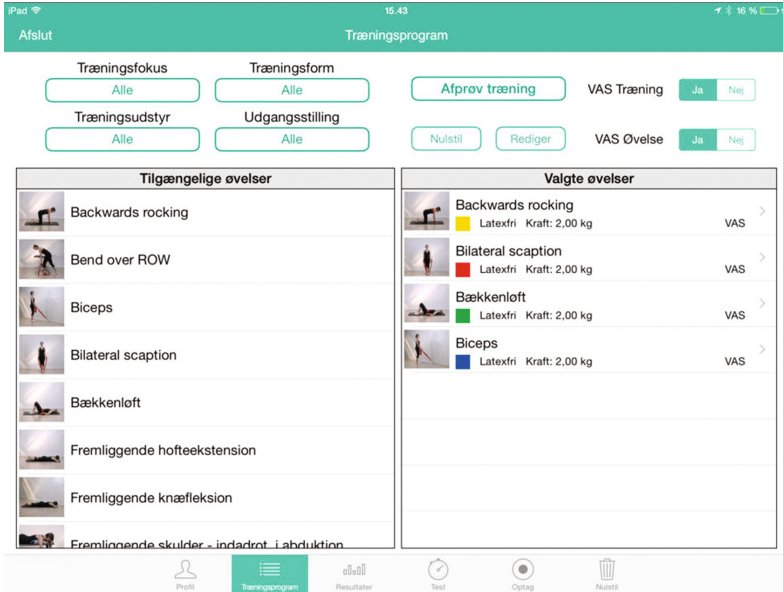 iPad 15.43 16 %
Afslut Træningsprogram
Træningsfokus Træningsform
Alle Alle Afprøv træning VAS Træning Ja Nej
Træningsudstyr Udgangsstilling
Alle Alle Nulstil Rediger VAS Øvelse Ja Nej
Tilgængelige øvelser
Backwards rocking
Bend over ROW
Biceps
Bilateral scaption
Bækkenløft
Fremliggende hofteekstension
Fremliggende knæfleksion
Fremliggende skulder - indadrot. i abduktion
Valgte øvelser
Backwards rocking
Latexfri Kraft: 2,00 kg VAS
Bilateral scaption
Latexfri Kraft: 2,00 kg VAS
Bækkenløft
Latexfri Kraft: 2,00 kg VAS
Biceps
Latexfri Kraft: 2,00 kg VAS
Profil Træningsprogram Resultater Test Optag Nulstil